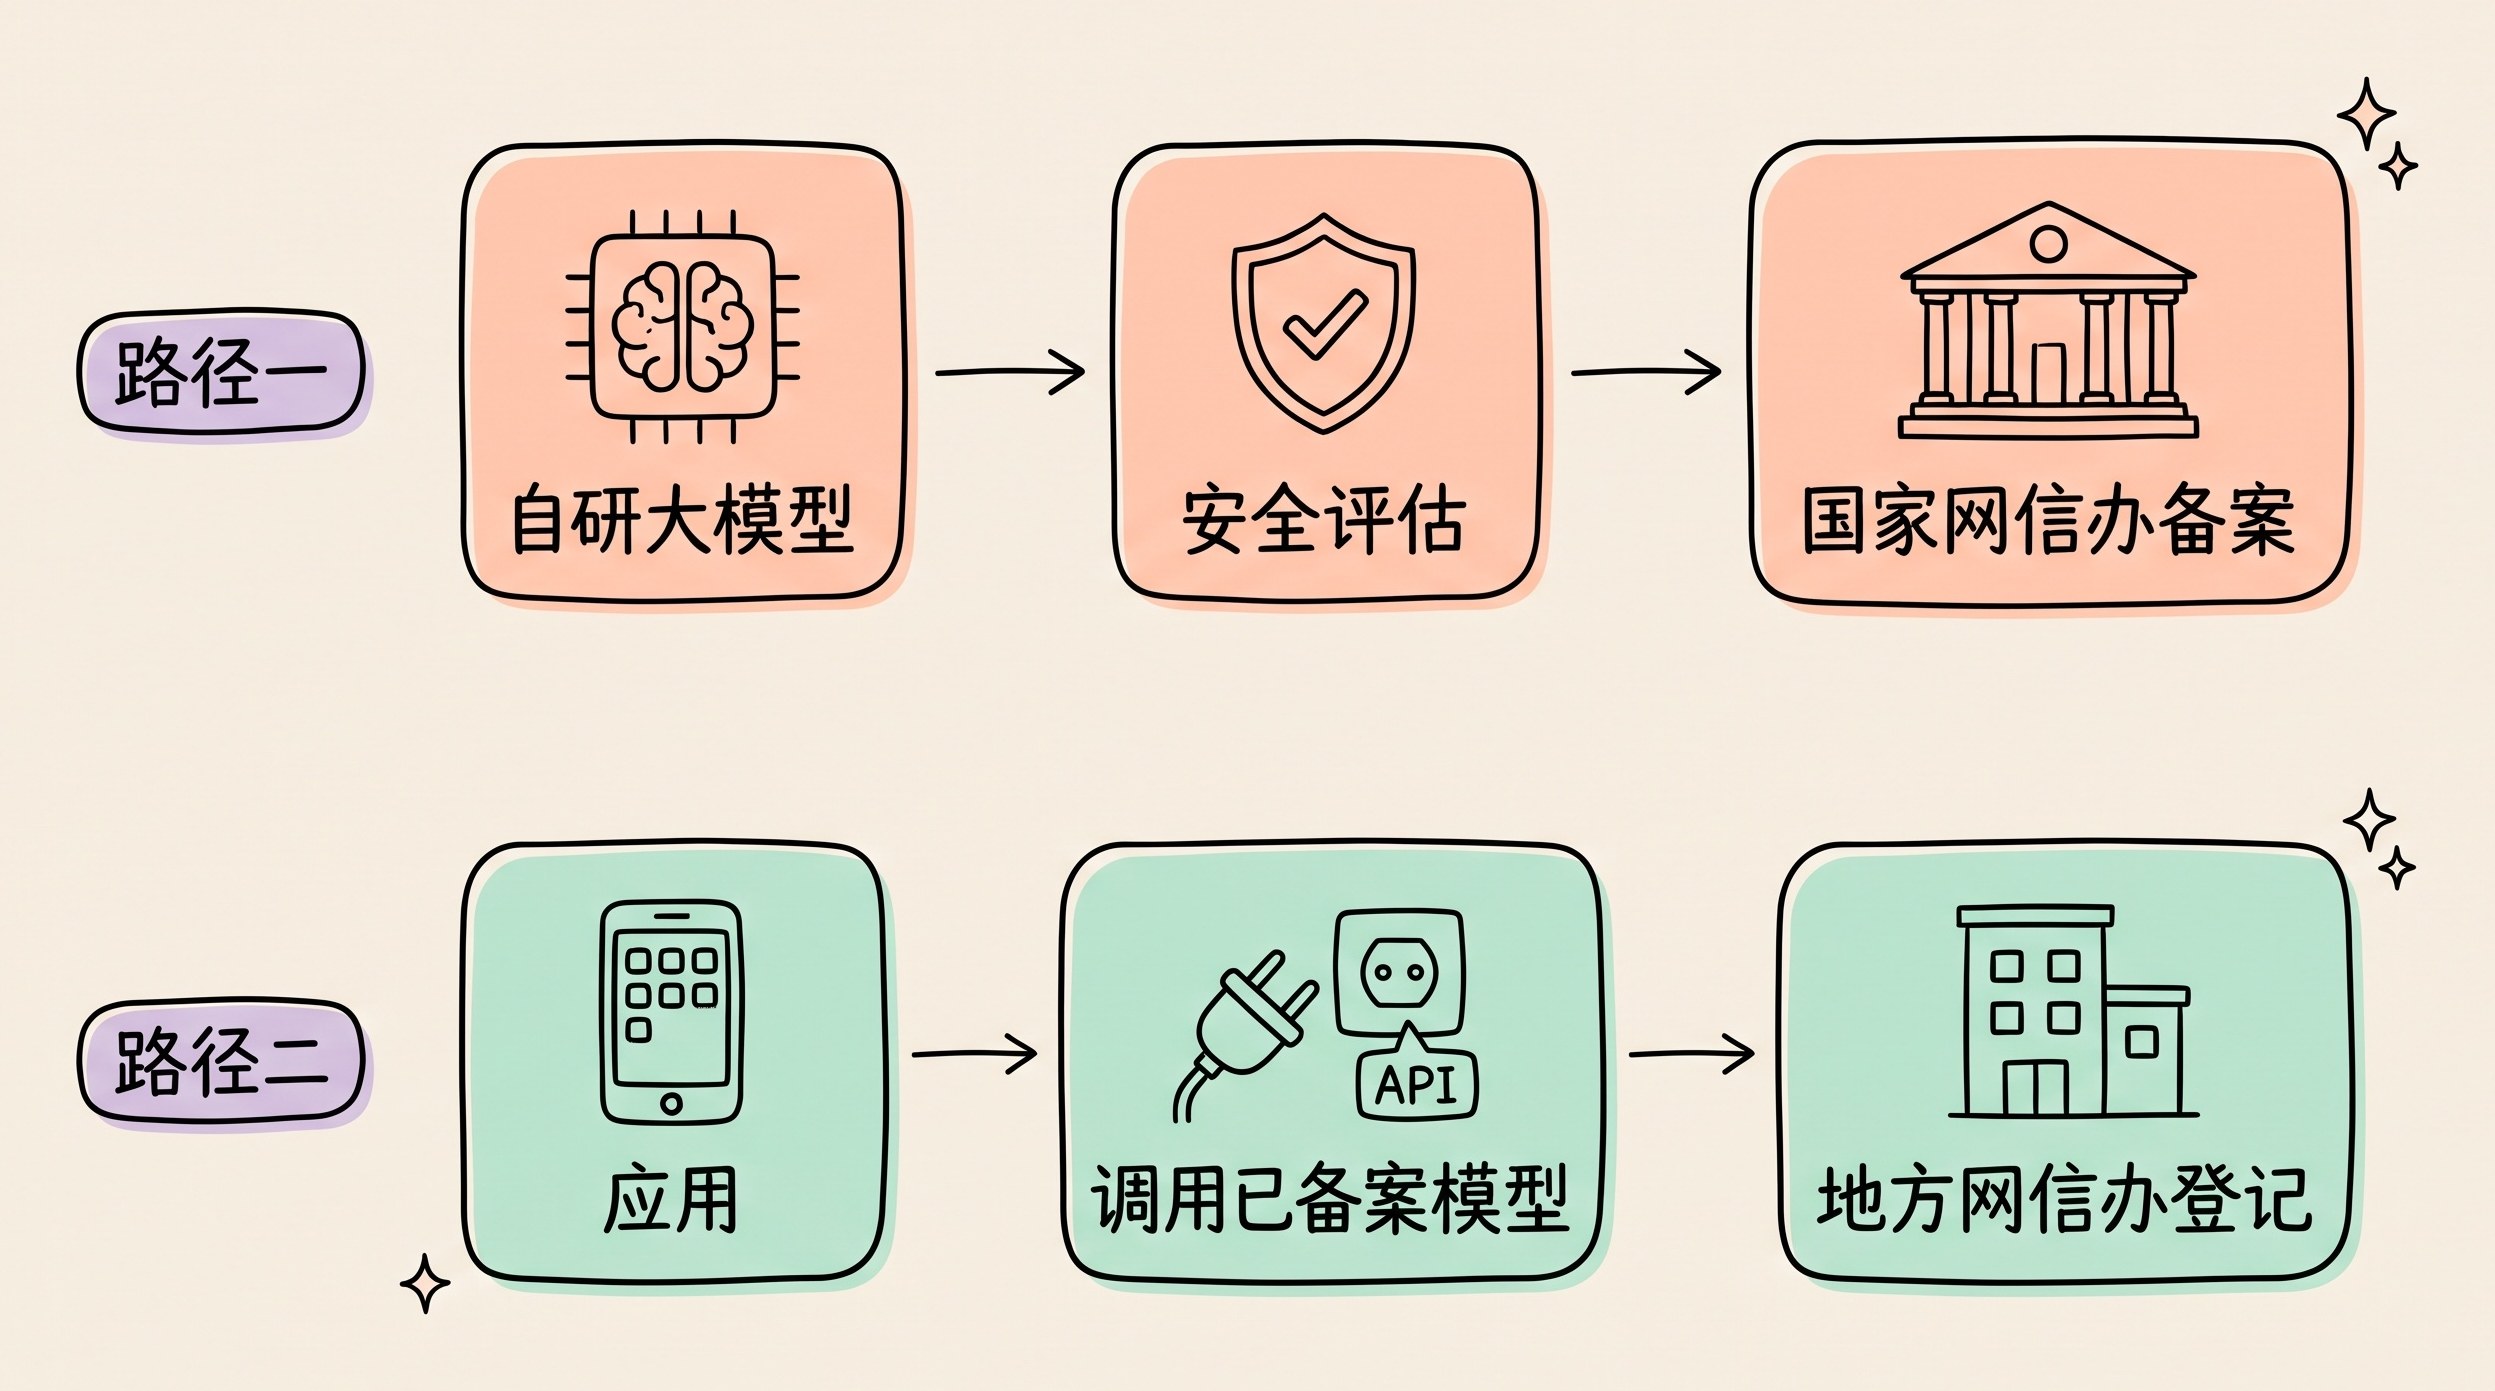 路径一
自研大模型
安全评估
国家网信办备案
路径二
应用
API
调用已备案模型
地方网信办登记